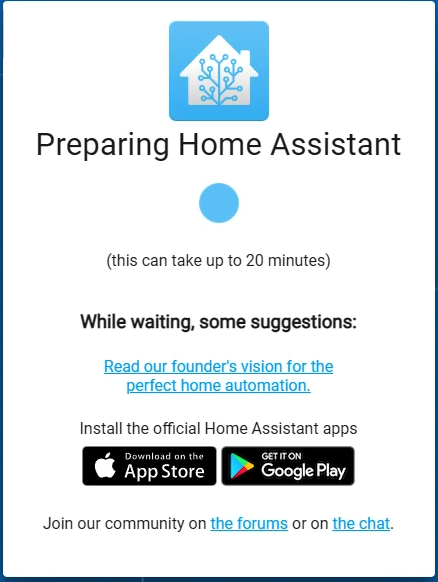 Preparing Home Assistant
(this can take up to 20 minutes)
While waiting, some suggestions:
Read our founder's vision for the
perfect home automation.
Install the official Home Assistant apps
Download on the
App Store
GET IT ON
Google Play
Join our community on the forums or on the chat.